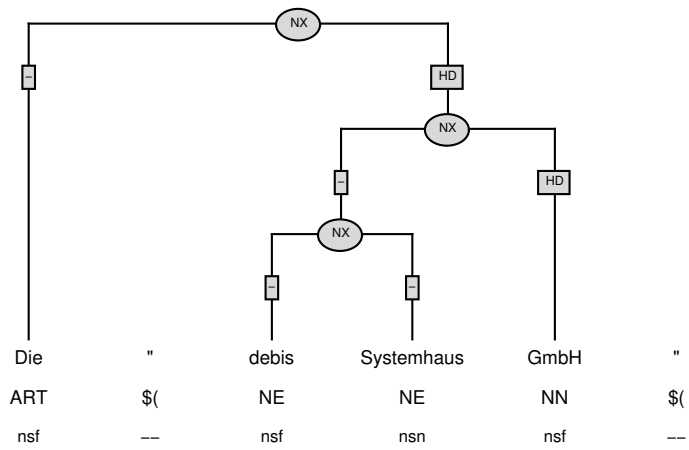 NX
– HD
NX
– HD
NX
– –
Die " debis Systemhaus GmbH "
ART $( NE NE NN $(
nsf –– nsf nsn nsf ––